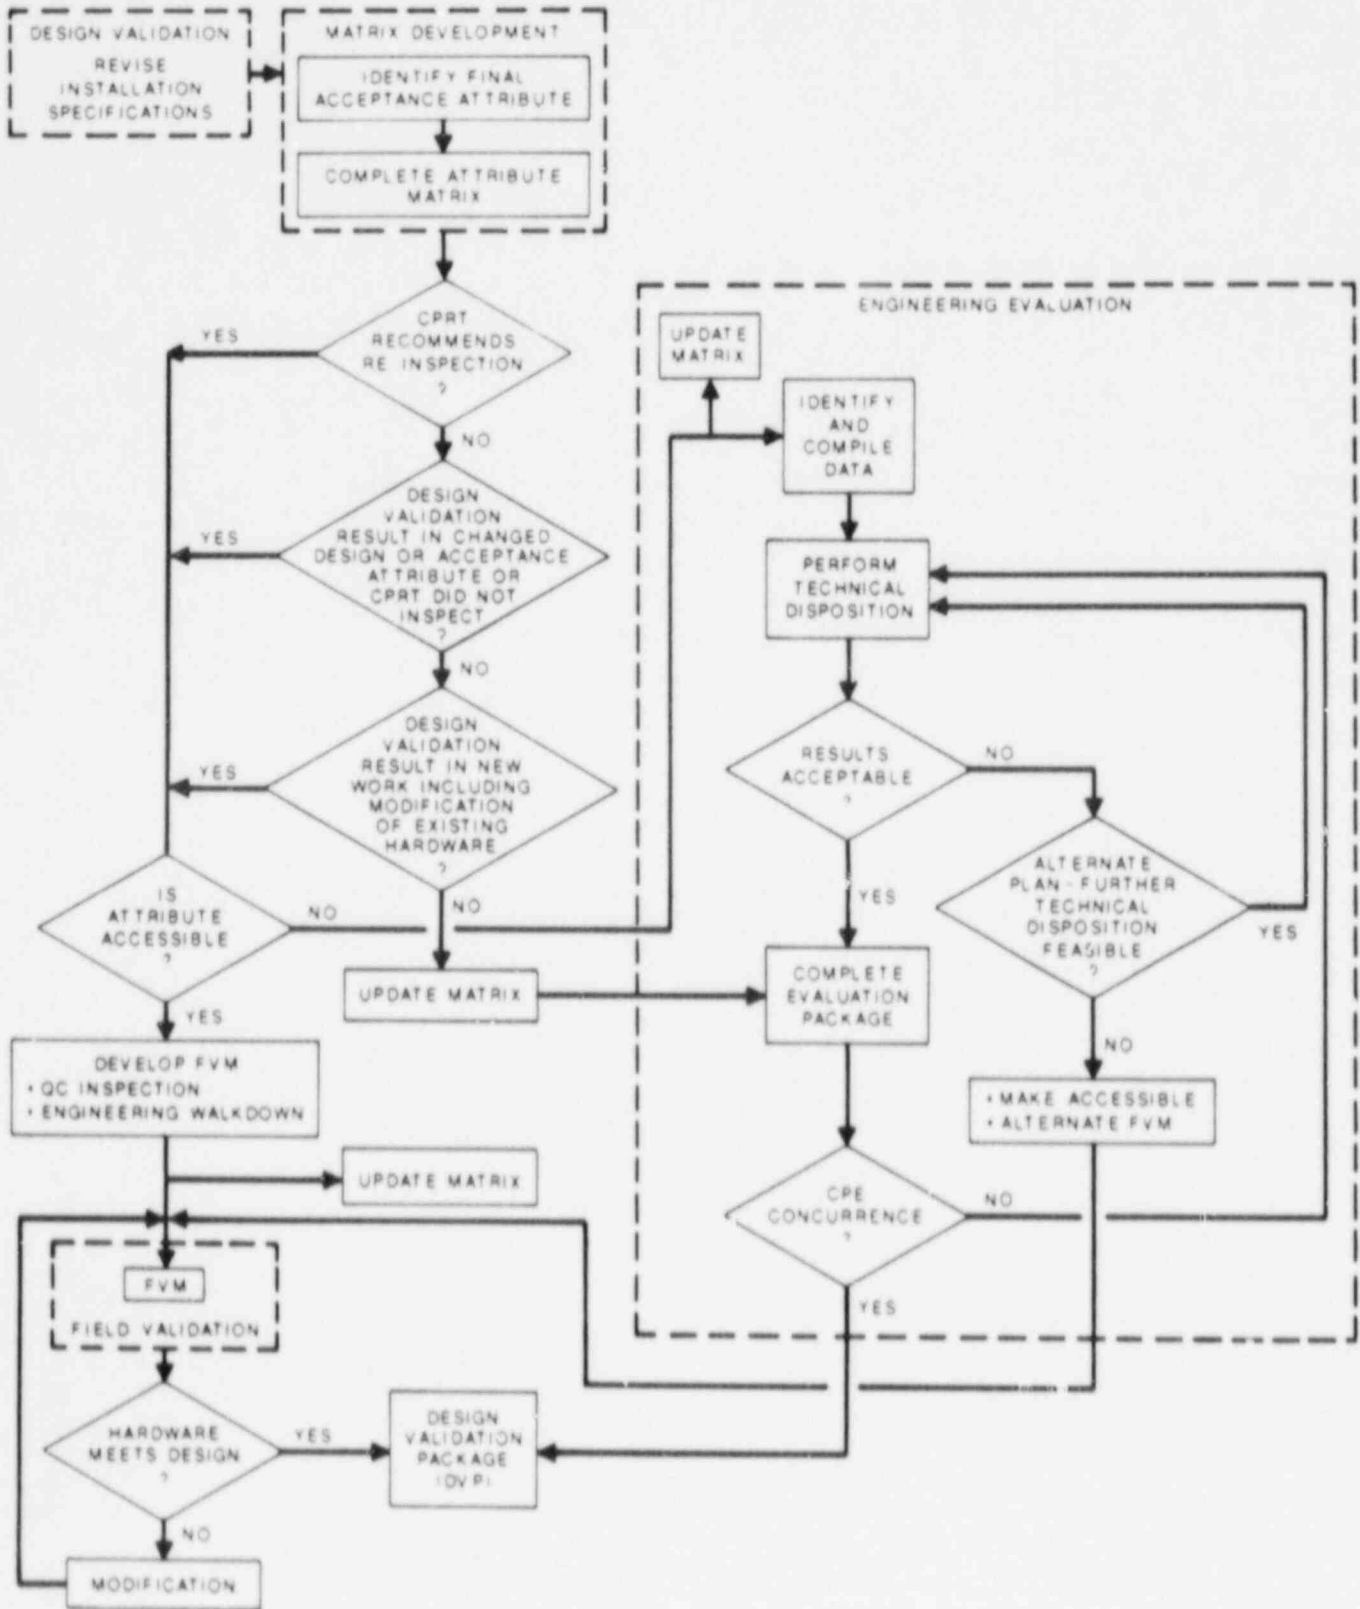 DESIGN VALIDATION
REVISE
INSTALLATION
SPECIFICATIONS
MATRIX DEVELOPMENT
IDENTIFY FINAL
ACCEPTANCE ATTRIBUTE
COMPLETE ATTRIBUTE
MATRIX
CPRT
RECOMMENDS
RE INSPECTION
?
YES
NO
DESIGN
VALIDATION
RESULT IN CHANGED
DESIGN OR ACCEPTANCE
ATTRIBUTE OR
CPRT DID NOT
INSPECT
?
YES
NO
DESIGN
VALIDATION
RESULT IN NEW
WORK INCLUDING
MODIFICATION
OF EXISTING
HARDWARE
?
YES
NO
IS
ATTRIBUTE
ACCESSIBLE
?
NO
YES
UPDATE MATRIX
DEVELOP FVM
• QC INSPECTION
• ENGINEERING WALKDOWN
UPDATE MATRIX
FVM
FIELD VALIDATION
HARDWARE
MEETS DESIGN
?
YES
NO
MODIFICATION
DESIGN
VALIDATION
PACKAGE
(DVP)
ENGINEERING EVALUATION
UPDATE
MATRIX
IDENTIFY
AND
COMPILE
DATA
PERFORM
TECHNICAL
DISPOSITION
RESULTS
ACCEPTABLE
?
NO
YES
ALTERNATE
PLAN-FURTHER
TECHNICAL
DISPOSITION
FEASIBLE
?
YES
NO
COMPLETE
EVALUATION
PACKAGE
• MAKE ACCESSIBLE
• ALTERNATE FVM
CPE
CONCURRENCE
?
NO
YES